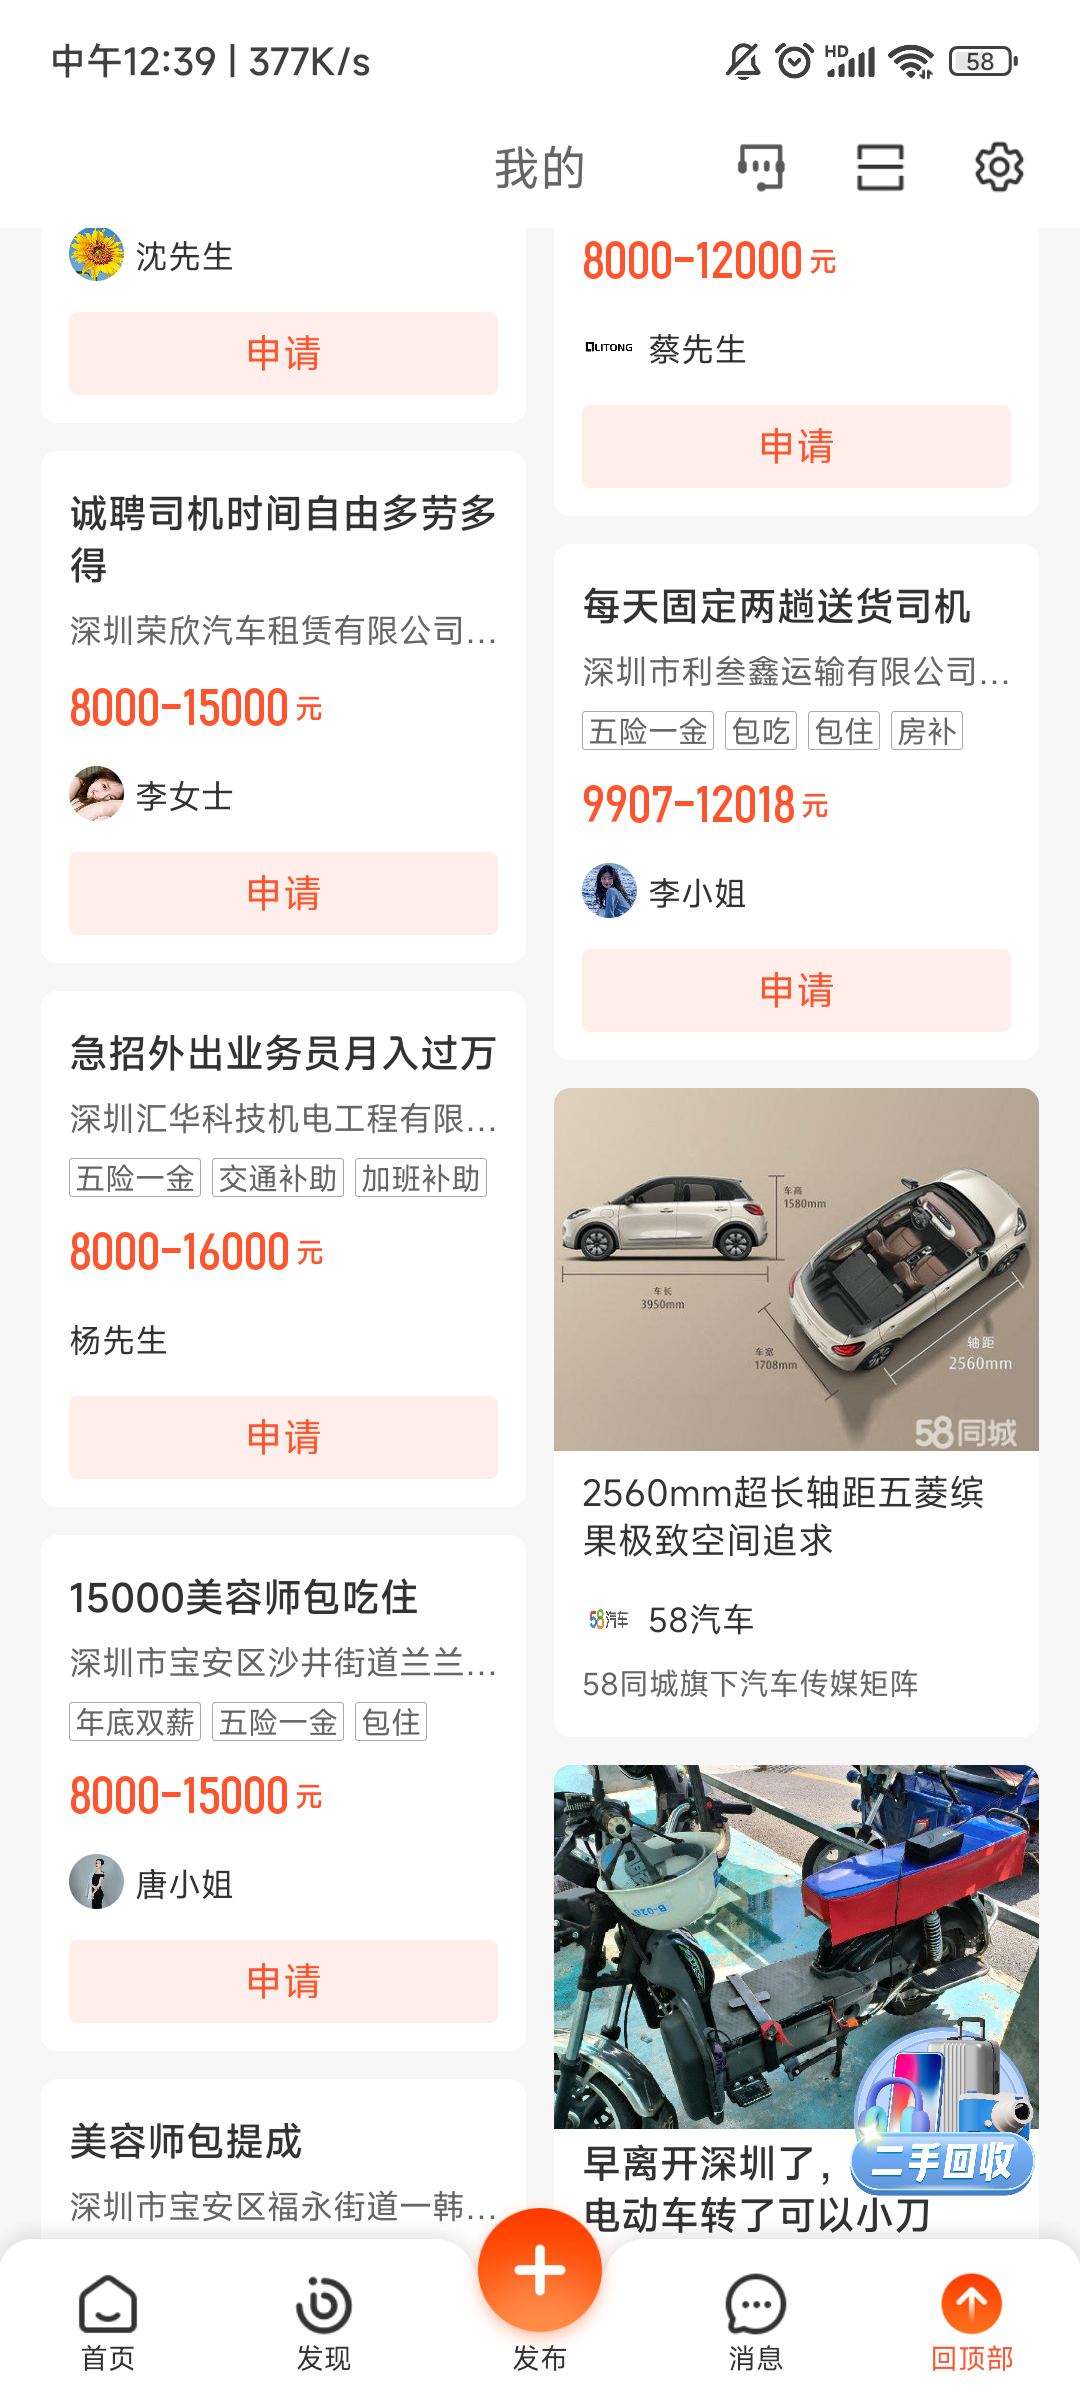 中午12:39 | 377K/s
HD
58
我的
沈先生
申请
诚聘司机时间自由多劳多
得
深圳荣欣汽车租赁有限公司...
8000-15000 元
李女士
申请
急招外出业务员月入过万
深圳汇华科技机电工程有限...
五险一金 交通补助 加班补助
8000-16000 元
杨先生
申请
15000美容师包吃住
深圳市宝安区沙井街道兰兰...
年底双薪 五险一金 包住
8000-15000 元
唐小姐
申请
美容师包提成
深圳市宝安区福永街道一韩...
8000-12000 元
LITONG
蔡先生
申请
每天固定两趟送货司机
深圳市利叁鑫运输有限公司...
五险一金 包吃 包住 房补
9907-12018 元
李小姐
申请
车高
1580mm
车长
3950mm
车宽
1708mm
轴距
2560mm
58同城
2560mm超长轴距五菱缤
果极致空间追求
58汽车
58汽车
58同城旗下汽车传媒矩阵
二手回收
早离开深圳了，
电动车转了可以小刀
首页
发现
发布
消息
回顶部